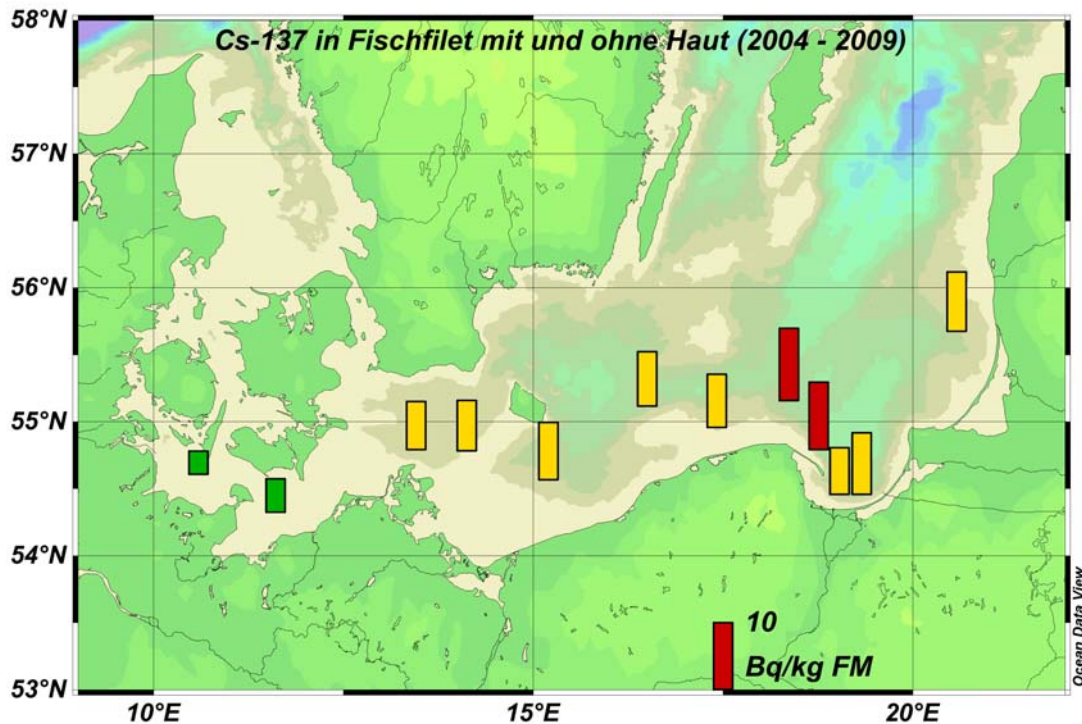 58°N
Cs-137 in Fischfilet mit und ohne Haut (2004 - 2009)
57°N
56°N
55°N
54°N
10
Bq/kg FM
53°N
10°E
15°E
20°E
Ocean Data View